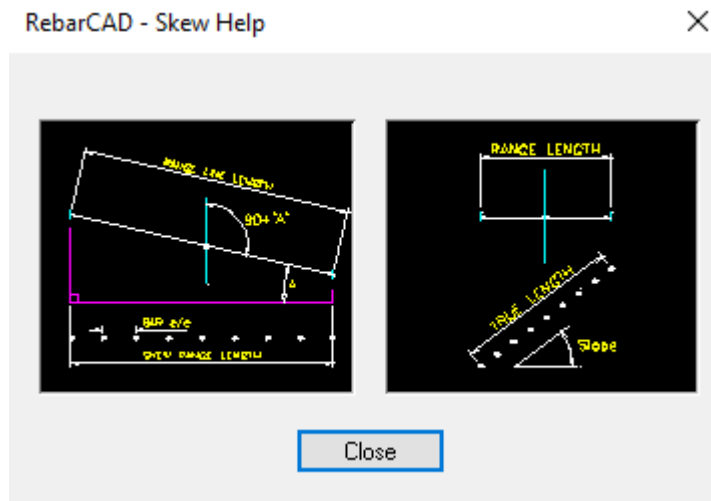 RebarCAD - Skew Help
RANGE LINE LENGTH
90+"A"
A
BAR c/c
SKEW RANGE LENGTH
RANGE LENGTH
TRUE LENGTH
Slope
Close